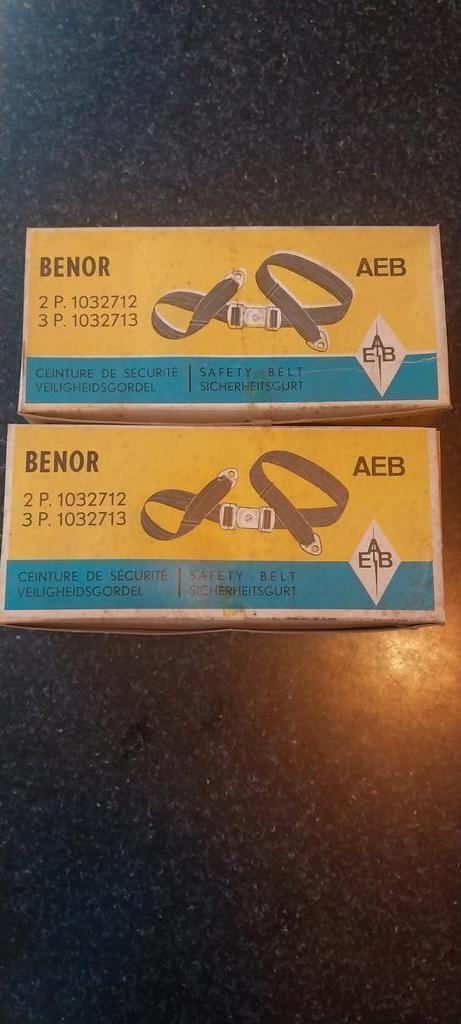 BENOR
AEB
2 P. 1032712
3 P. 1032713
AEB
CEINTURE DE SÉCURITÉ | SAFETY - BELT
VEILIGHEIDSGORDEL | SICHERHEITSGURT
BENOR
AEB
2 P. 1032712
3 P. 1032713
AEB
CEINTURE DE SÉCURITÉ | SAFETY - BELT
VEILIGHEIDSGORDEL | SICHERHEITSGURT